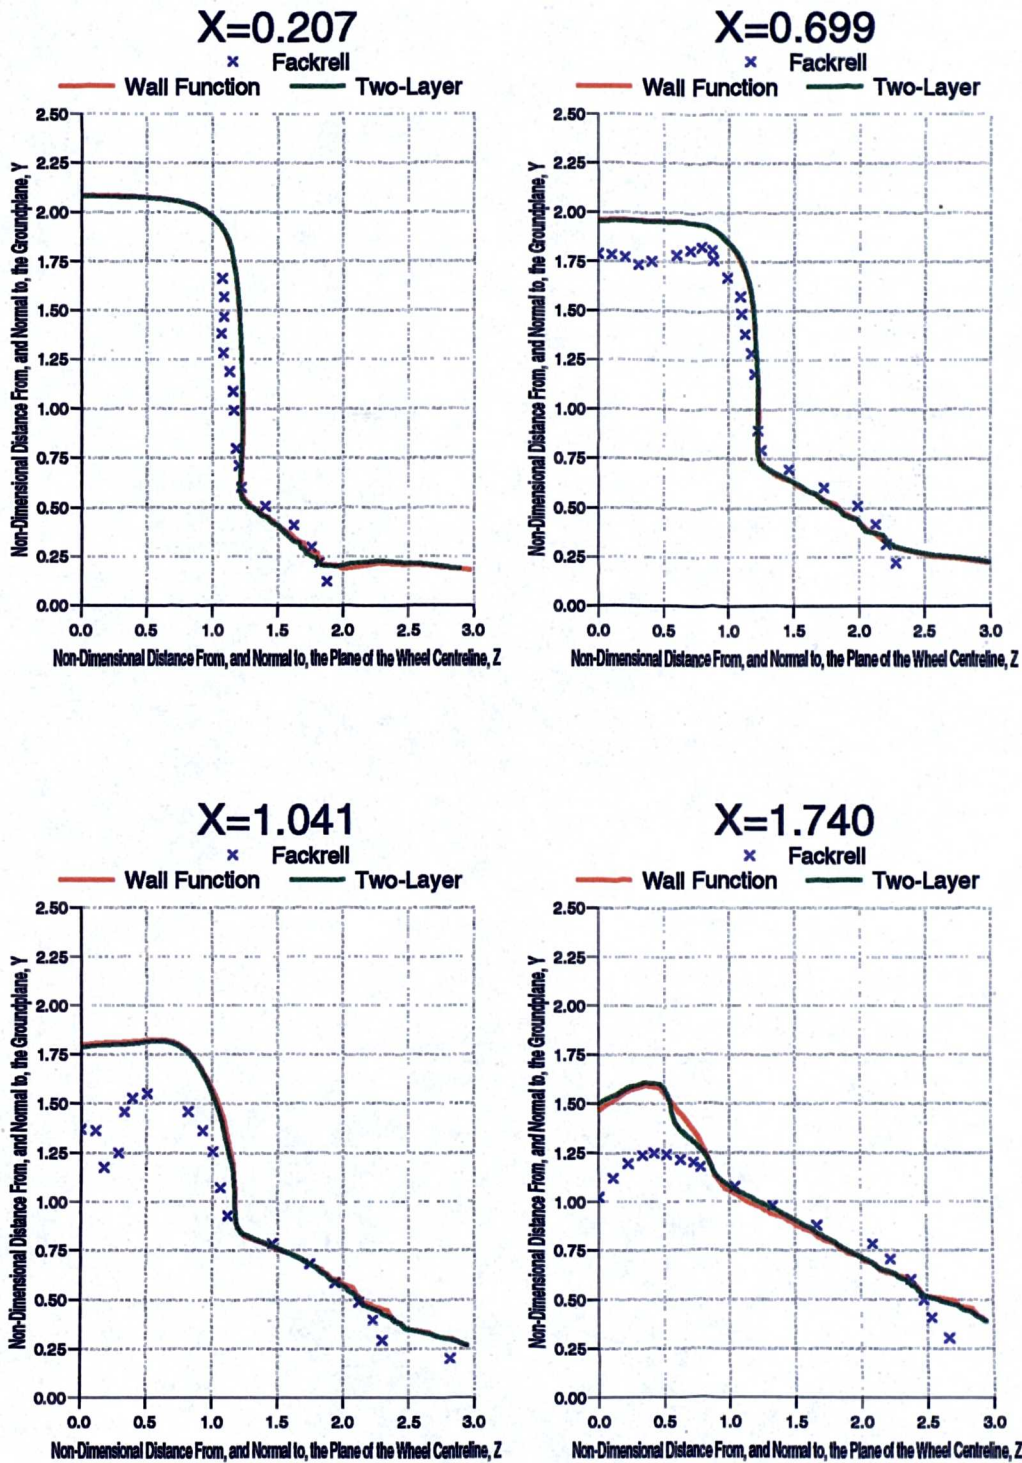 X=0.207
× Fackrell
Wall Function Two-Layer
Non-Dimensional Distance From, and Normal to, the Groundplane, Y
2.50
2.25
2.00
1.75
1.50
1.25
1.00
0.75
0.50
0.25
0.00
0.0 0.5 1.0 1.5 2.0 2.5 3.0
Non-Dimensional Distance From, and Normal to, the Plane of the Wheel Centreline, Z
X=0.699
× Fackrell
Wall Function Two-Layer
Non-Dimensional Distance From, and Normal to, the Groundplane, Y
2.50
2.25
2.00
1.75
1.50
1.25
1.00
0.75
0.50
0.25
0.00
0.0 0.5 1.0 1.5 2.0 2.5 3.0
Non-Dimensional Distance From, and Normal to, the Plane of the Wheel Centreline, Z
X=1.041
× Fackrell
Wall Function Two-Layer
Non-Dimensional Distance From, and Normal to, the Groundplane, Y
2.50
2.25
2.00
1.75
1.50
1.25
1.00
0.75
0.50
0.25
0.00
0.0 0.5 1.0 1.5 2.0 2.5 3.0
Non-Dimensional Distance From, and Normal to, the Plane of the Wheel Centreline, Z
X=1.740
× Fackrell
Wall Function Two-Layer
Non-Dimensional Distance From, and Normal to, the Groundplane, Y
2.50
2.25
2.00
1.75
1.50
1.25
1.00
0.75
0.50
0.25
0.00
0.0 0.5 1.0 1.5 2.0 2.5 3.0
Non-Dimensional Distance From, and Normal to, the Plane of the Wheel Centreline, Z